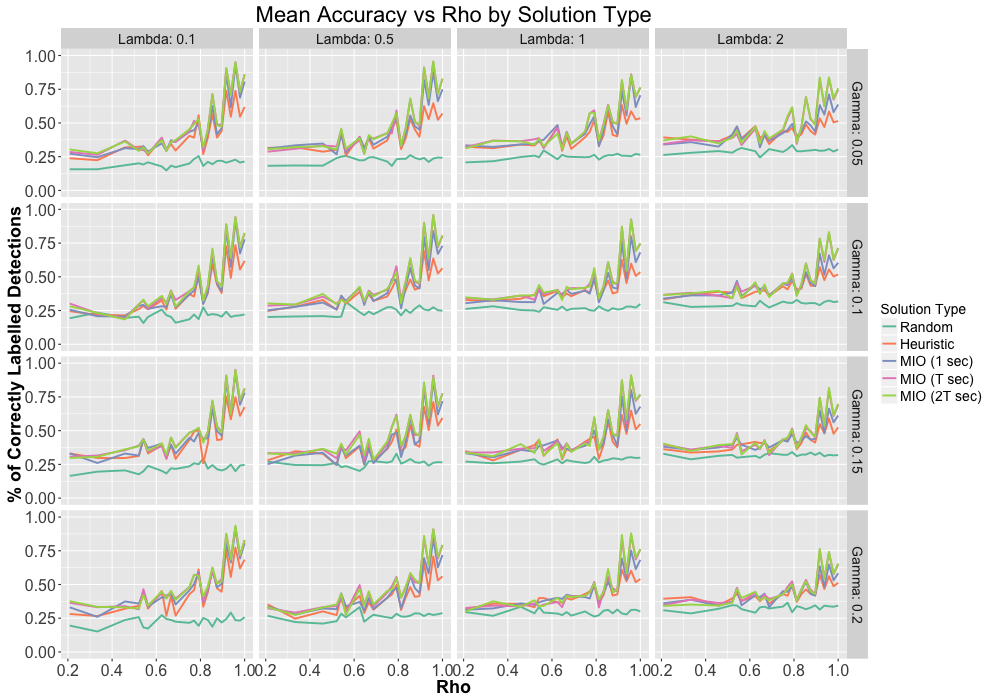 Mean Accuracy vs Rho by Solution Type
Lambda: 0.1 Lambda: 0.5 Lambda: 1 Lambda: 2
% of Correctly Labelled Detections
1.00
0.75
0.50
0.25
0.00
Gamma: 0.05
1.00
0.75
0.50
0.25
0.00
Gamma: 0.1
1.00
0.75
0.50
0.25
0.00
Gamma: 0.15
1.00
0.75
0.50
0.25
0.00
Gamma: 0.2
0.2 0.4 0.6 0.8 1.0 0.2 0.4 0.6 0.8 1.0 0.2 0.4 0.6 0.8 1.0 0.2 0.4 0.6 0.8 1.0
Rho
Solution Type
Random
Heuristic
MIO (1 sec)
MIO (T sec)
MIO (2T sec)